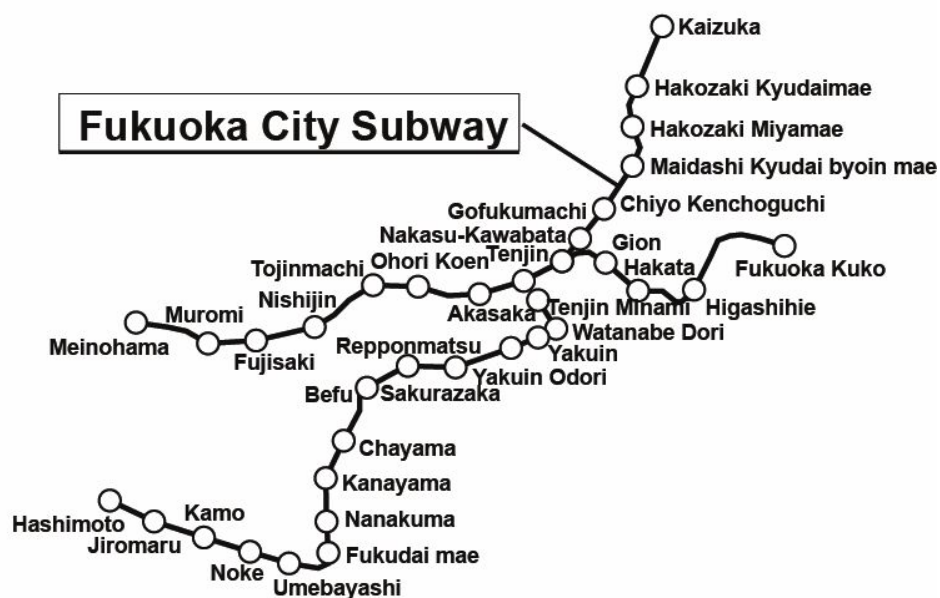 Kaizuka
Hakozaki Kyudaimae
Fukuoka City Subway
Hakozaki Miyamae
Maidashi Kyudai byoin mae
Chiyo Kenchoguchi
Gofukumachi
Nakasu-Kawabata
Gion
Tenjin
Ohori Koen
Hakata
Fukuoka Kuko
Tojinmachi
Nishijin
Akasaka
Tenjin Minami
Higashihie
Muromi
Watanabe Dori
Meinohama
Fujisaki
Repponmatsu
Yakuin
Yakuin Odori
Befu
Sakurazaka
Chayama
Kanayama
Kamo
Hashimoto
Nanakuma
Jiromaru
Fukudai mae
Noke
Umebayashi